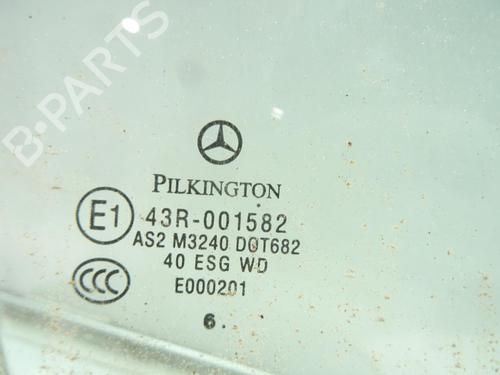 B-PARTS
PILKINGTON
E1 43R-001582
AS2 M3240 DOT682
CCC 40 ESG WD
E000201
6.